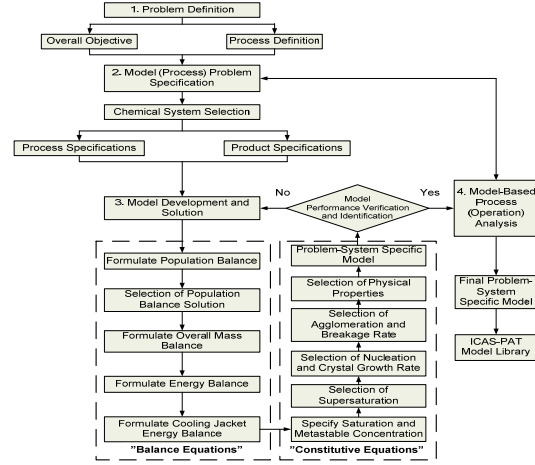 1. Problem Definition
Overall Objective
Process Definition
2. Model (Process) Problem
Specification
Chemical System Selection
Process Specifications
Product Specifications
3. Model Development and
Solution
No
Model
Performance Verification
and Identification
Yes
4. Model-Based
Process
(Operation)
Analysis
Formulate Population Balance
Selection of Population
Balance Solution
Formulate Overall Mass
Balance
Formulate Energy Balance
Formulate Cooling Jacket
Energy Balance
"Balance Equations"
Problem-System Specific
Model
Selection of Physical
Properties
Selection of
Agglomeration and
Breakage Rate
Selection of Nucleation
and Crystal Growth Rate
Selection of
Supersaturation
Specify Saturation and
Metastable Concentration
"Constitutive Equations"
Final Problem-
System
Specific Model
ICAS-PAT
Model Library